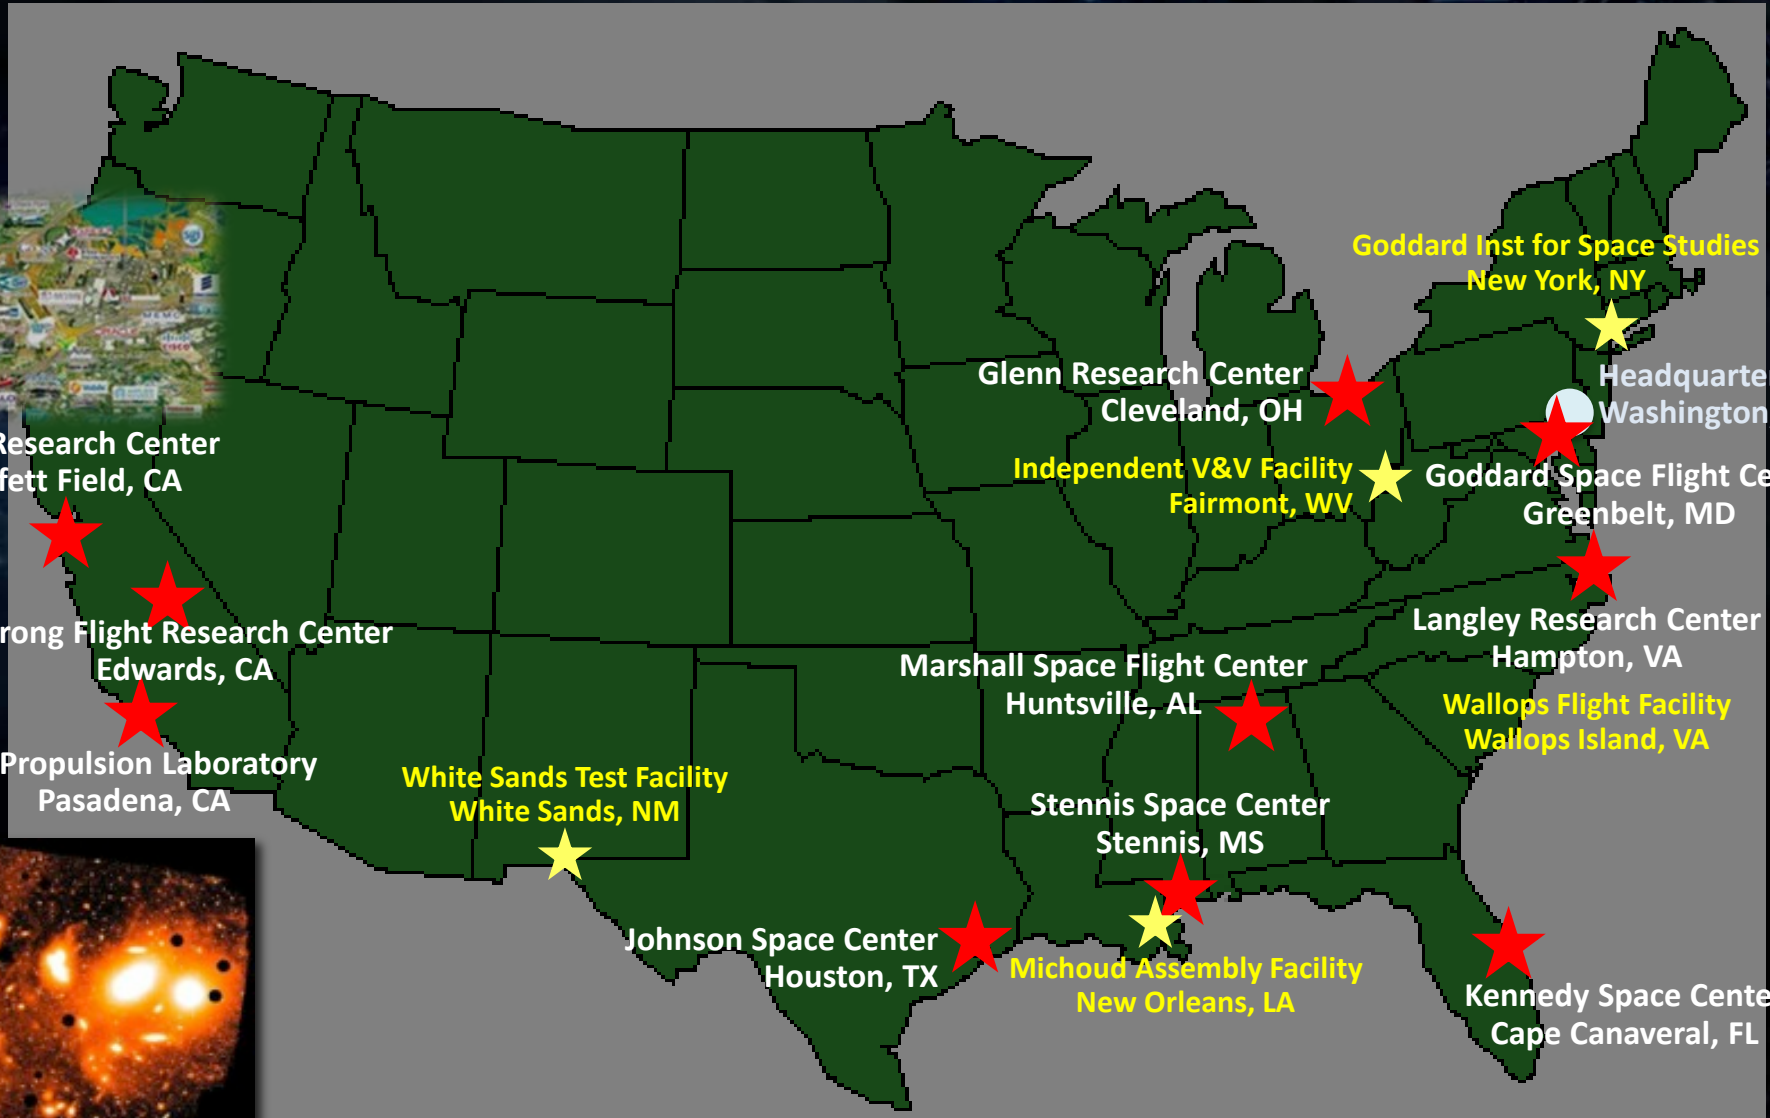 Goddard Inst for Space Studies
New York, NY
Glenn Research Center
Cleveland, OH
Headquarte
Washington
Independent V&V Facility
Fairmont, WV
Goddard Space Flight Ce
Greenbelt, MD
Research Center
fett Field, CA
rong Flight Research Center
Edwards, CA
Langley Research Center
Hampton, VA
Marshall Space Flight Center
Huntsville, AL
Wallops Flight Facility
Wallops Island, VA
Propulsion Laboratory
Pasadena, CA
White Sands Test Facility
White Sands, NM
Stennis Space Center
Stennis, MS
Johnson Space Center
Houston, TX
Michoud Assembly Facility
New Orleans, LA
Kennedy Space Cente
Cape Canaveral, FL